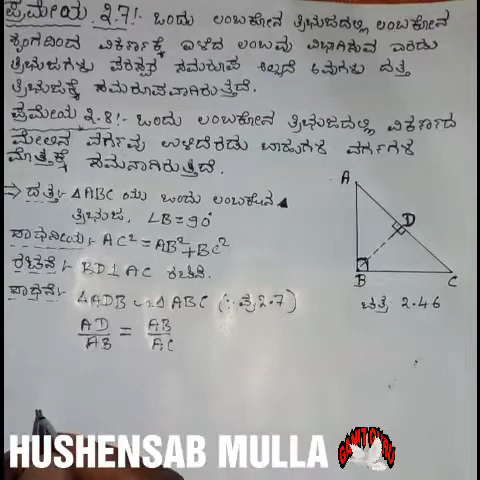 ಪ್ರಮೇಯ 2.7!- ಒಂದು ಲಂಬಕೋನ ತ್ರಿಭುಜದಲ್ಲಿ ಲಂಬಕೋನ
ಶೃಂಗದಿಂದ ವಿಕರ್ಣಕ್ಕೆ ಎಳೆದ ಲಂಬವು ವಿಭಾಗಿಸುವ ಎರಡು
ತ್ರಿಭುಜಗಳು ಪರಸ್ಪರ ಸಮರೂಪ ಅಲ್ಲದೆ ಅವುಗಳು ದತ್ತ
ತ್ರಿಭುಜಕ್ಕೆ ಸಮರೂಪವಾಗಿರುತ್ತದೆ.
ಪ್ರಮೇಯ 2.8!- ಒಂದು ಲಂಬಕೋನ ತ್ರಿಭುಜದಲ್ಲಿ ವಿಕರ್ಣದ
ಮೇಲಿನ ವರ್ಗವು ಉಳಿದೆರಡು ಬಾಹುಗಳ ವರ್ಗಗಳ
ಮೊತ್ತಕ್ಕೆ ಸಮನಾಗಿರುತ್ತದೆ.
⇒ ದತ್ತ:- ΔABC ಯು ಒಂದು ಲಂಬಕೋನ
ತ್ರಿಭುಜ, ∠B = 90°
ಸಾಧನೀಯ:- AC² = AB² + BC²
ರಚನೆ:- BD ⊥ AC ರಚಿಸಿ.
ಸಾಧನೆ:- ΔADB ~ ΔABC (∵ ಪ್ರ 2.7)
AD/AB = AB/AC
A
D
B
C
ಚಿತ್ರ 2.46
HUSHENSAB MULLA